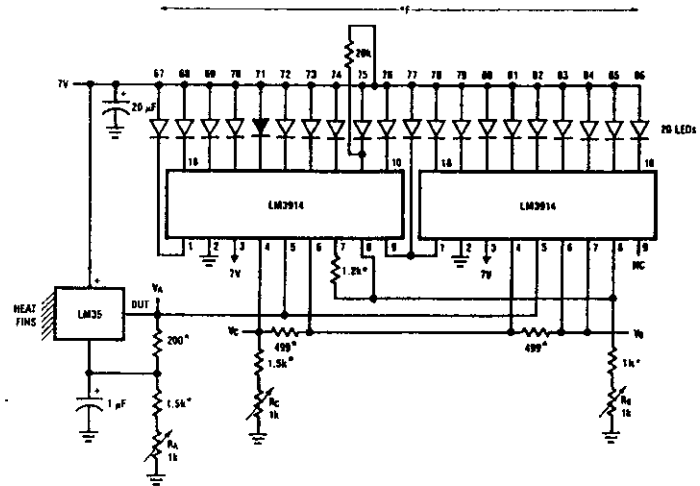 °F
20k
67 68 69 70 71 72 73 74 75 76 77 78 79 80 81 82 83 84 85 86
7V
20 µF
20 LEDs
18 10 18 10
LM3914 LM3914
1 2 3 4 5 6 7 8 9 1 2 3 4 5 6 7 8 9
7V 7V NC
1.2k*
HEAT FINS
LM35
OUT
VA
200*
VC
499*
499*
VB
1.5k*
1k*
1 µF
1.5k*
RC
1k
RB
1k
RA
1k